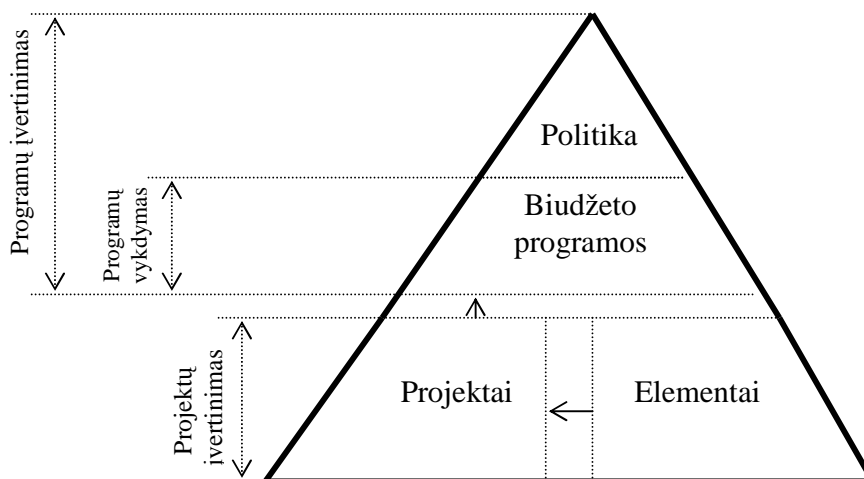 Programų įvertinimas
Programų
vykdymas
Projektų
įvertinimas
Politika
Biudžeto
programos
Projektai
Elementai